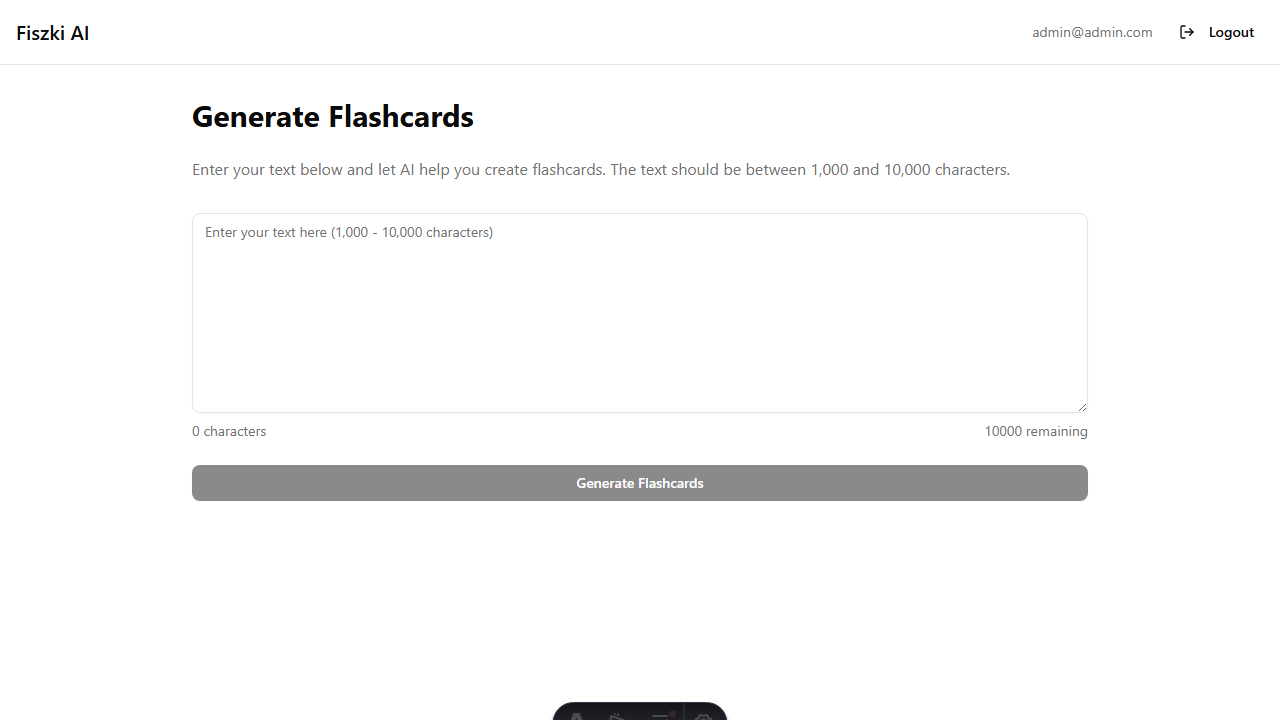 Fiszki AI
admin@admin.com
Logout
Generate Flashcards
Enter your text below and let AI help you create flashcards. The text should be between 1,000 and 10,000 characters.
Enter your text here (1,000 - 10,000 characters)
0 characters
10000 remaining
Generate Flashcards